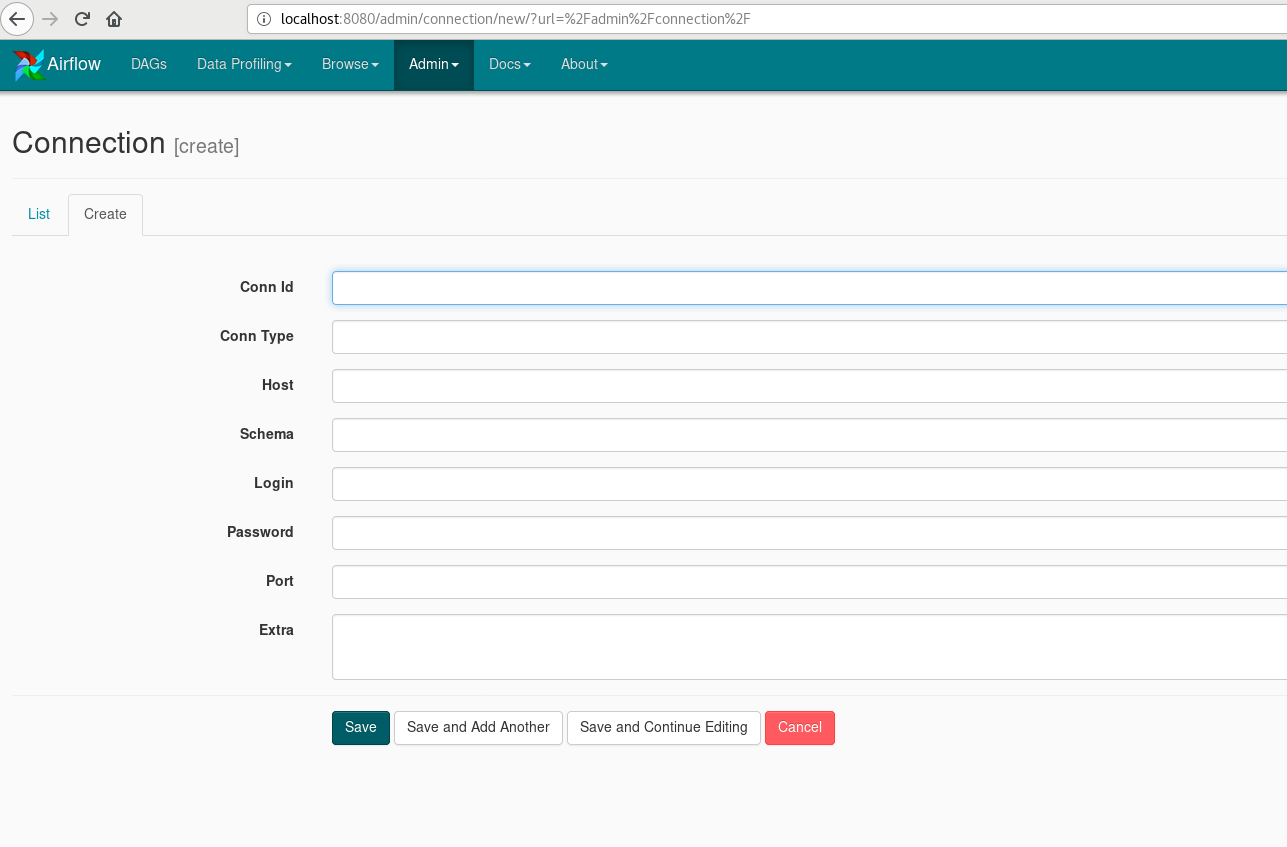 localhost:8080/admin/connection/new/?url=%2Fadmin%2Fconnection%2F
Airflow DAGs Data Profiling Browse Admin Docs About
Connection [create]
List Create
Conn Id
Conn Type
Host
Schema
Login
Password
Port
Extra
Save Save and Add Another Save and Continue Editing Cancel